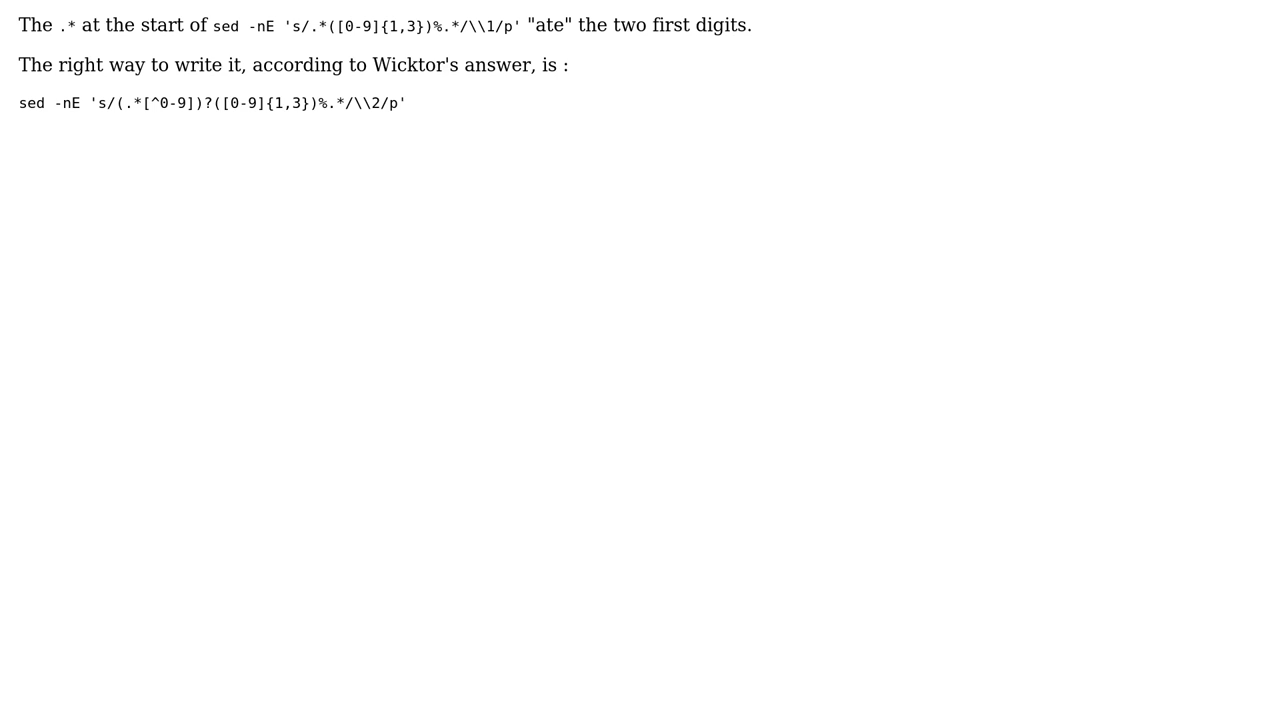 The .* at the start of sed -nE 's/.*([0-9]{1,3})%.*/\\1/p' "ate" the two first digits.
The right way to write it, according to Wicktor's answer, is :
sed -nE 's/(.*[^0-9])?([0-9]{1,3})%.*/\\2/p'